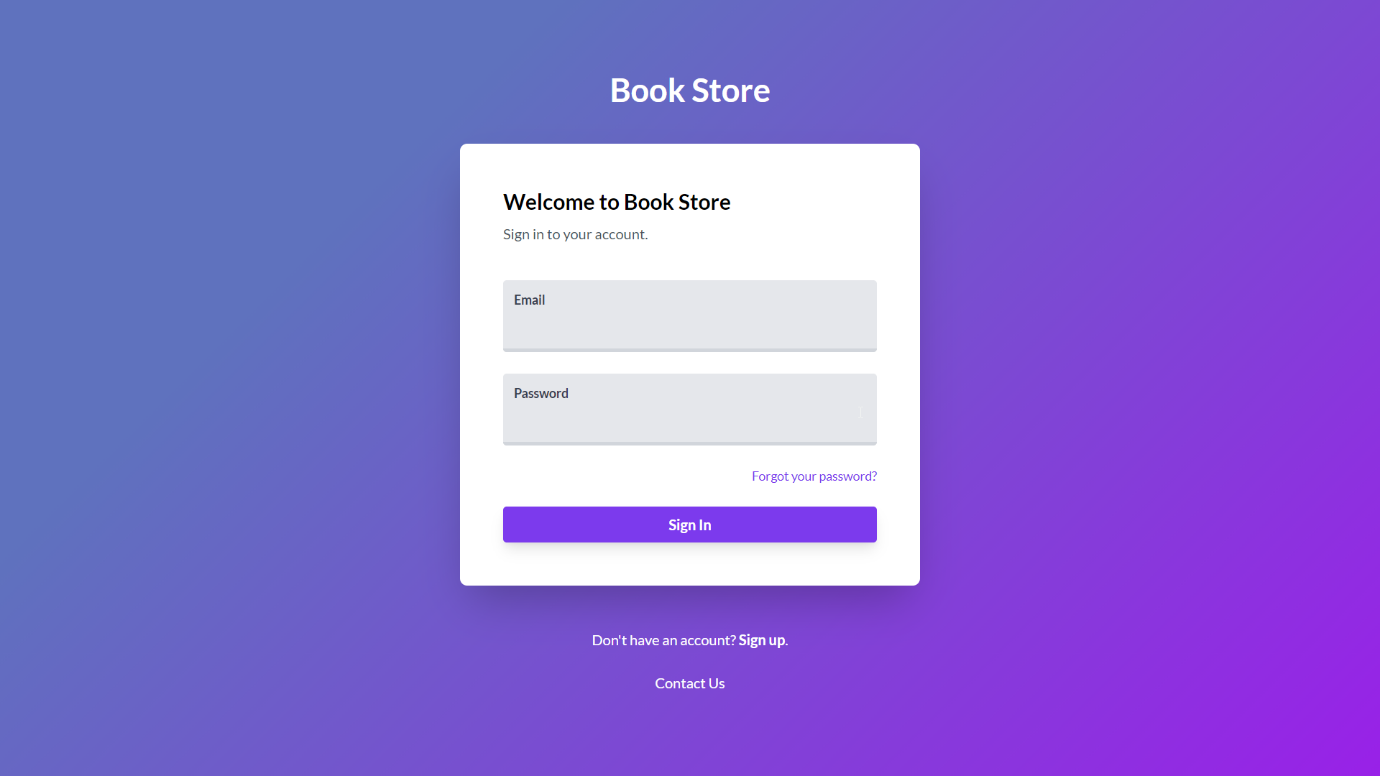 Book Store
Welcome to Book Store
Sign in to your account.
Email
Password
Forgot your password?
Sign In
Don't have an account? Sign up.
Contact Us